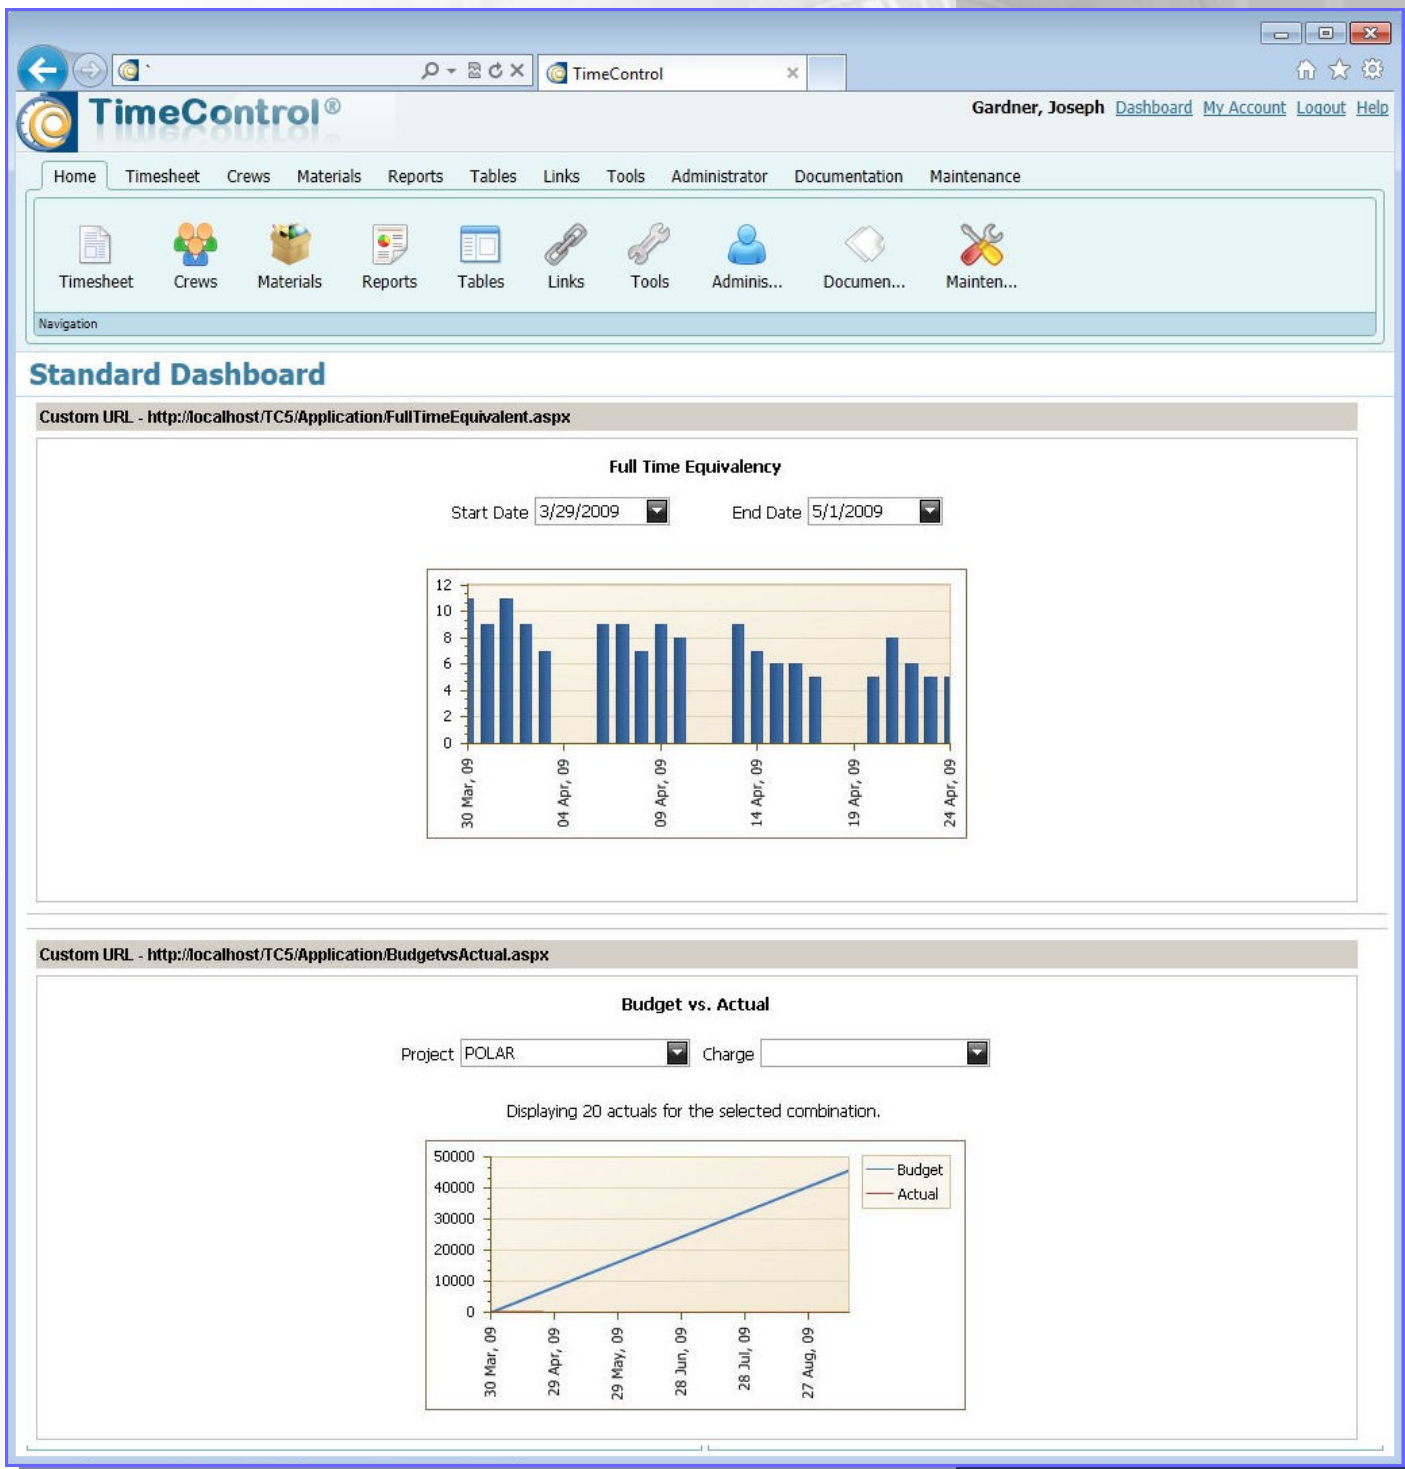 `
TimeControl
TimeControl®
Gardner, Joseph Dashboard My Account Logout Help
Home Timesheet Crews Materials Reports Tables Links Tools Administrator Documentation Maintenance
Timesheet Crews Materials Reports Tables Links Tools Adminis... Documen... Mainten...
Navigation
Standard Dashboard
Custom URL - http://localhost/TC5/Application/FullTimeEquivalent.aspx
Full Time Equivalency
Start Date 3/29/2009 End Date 5/1/2009
12
10
8
6
4
2
0
30 Mar, 09
04 Apr, 09
09 Apr, 09
14 Apr, 09
19 Apr, 09
24 Apr, 09
Custom URL - http://localhost/TC5/Application/BudgetvsActual.aspx
Budget vs. Actual
Project POLAR Charge
Displaying 20 actuals for the selected combination.
50000
40000
30000
20000
10000
0
Budget
Actual
30 Mar, 09
29 Apr, 09
29 May, 09
28 Jun, 09
28 Jul, 09
27 Aug, 09